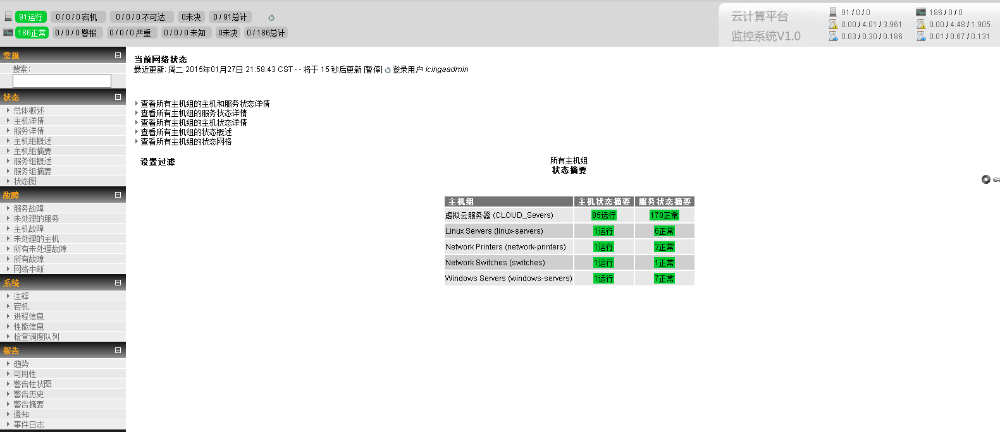 91运行 0 / 0 / 0 宕机 0 / 0 / 0 不可达 0未决 0 / 91总计
186正常 0 / 0 / 0 警报 0 / 0 / 0 严重 0 / 0 / 0 未知 0未决 0 / 186总计
云计算平台
监控系统V1.0
91 / 0 / 0 186 / 0 / 0
0.00 / 4.01 / 3.961 0.00 / 4.48 / 1.905
0.03 / 0.30 / 0.186 0.01 / 0.67 / 0.131
常规
搜索:
状态
总体概述
主机详情
服务详情
主机组概述
主机组摘要
服务组概述
服务组摘要
状态图
故障
服务故障
未处理的服务
主机故障
未处理的主机
所有未处理故障
所有故障
网络中断
系统
注释
宕机
进程信息
性能信息
检查调度队列
报告
趋势
可用性
警告柱状图
警告历史
警告摘要
通知
事件日志
当前网络状态
最近更新: 周二 2015年01月27日 21:58:43 CST - - 将于 15 秒后更新 [暂停] 登录用户 icingaadmin
查看所有主机组的主机和服务状态详情
查看所有主机组的服务状态详情
查看所有主机组的主机状态详情
查看所有主机组的状态概述
查看所有主机组的状态网格
设置过滤
所有主机组
状态摘要
主机组 主机状态摘要 服务状态摘要
虚拟云服务器 (CLOUD_Severs) 85运行 170正常
Linux Servers (linux-servers) 1运行 6正常
Network Printers (network-printers) 1运行 2正常
Network Switches (switches) 1运行 1正常
Windows Servers (windows-servers) 1运行 7正常